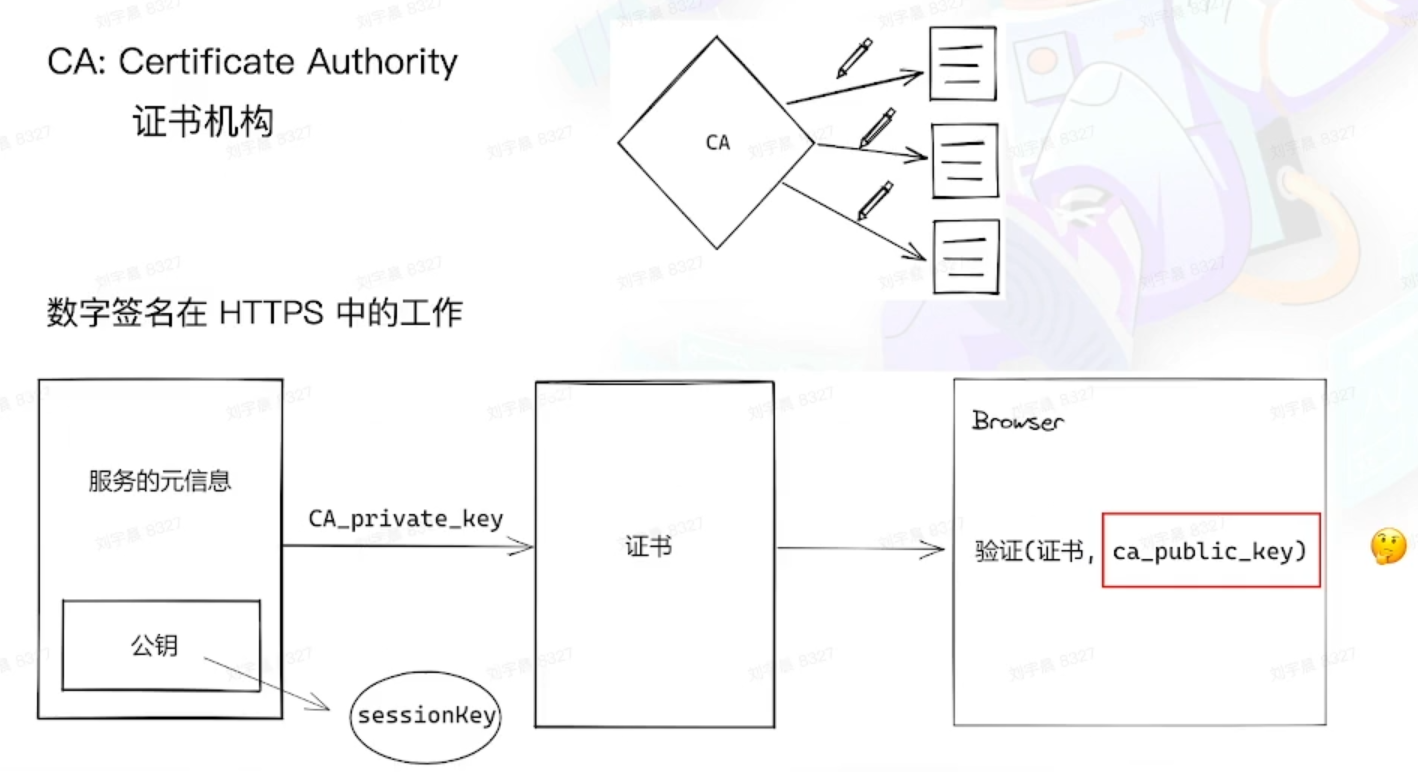 CA: Certificate Authority
证书机构
CA
数字签名在 HTTPS 中的工作
服务的元信息
公钥
CA_private_key
sessionKey
证书
Browser
验证(证书, ca_public_key)
刘宇晨 8327